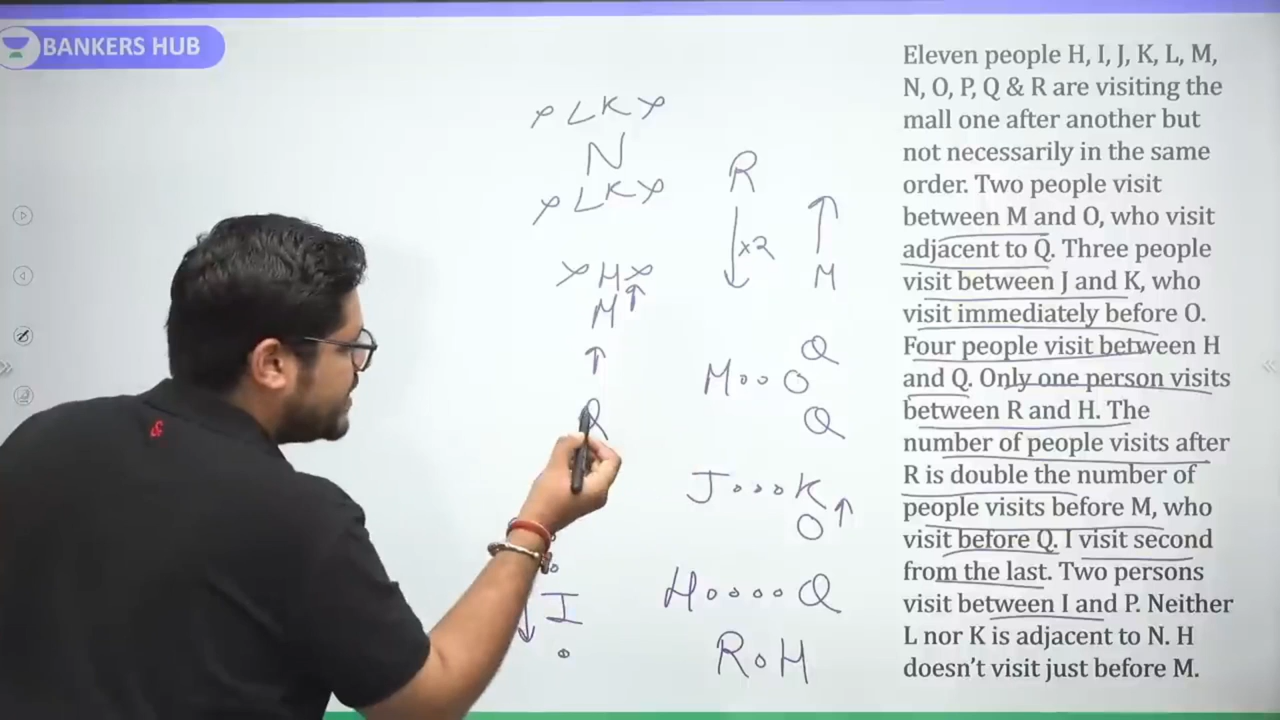 BANKERS HUB
Eleven people H, I, J, K, L, M,
N, O, P, Q & R are visiting the
mall one after another but
not necessarily in the same
order. Two people visit
between M and O, who visit
adjacent to Q. Three people
visit between J and K, who
visit immediately before O.
Four people visit between H
and Q. Only one person visits
between R and H. The
number of people visits after
R is double the number of
people visits before M, who
visit before Q. I visit second
from the last. Two persons
visit between I and P. Neither
L nor K is adjacent to N. H
doesn't visit just before M.
LK
N
LK
H
M
Q
R
x2
M
Q
M o o O
Q
J o o o K
O
H o o o o Q
R o H
I